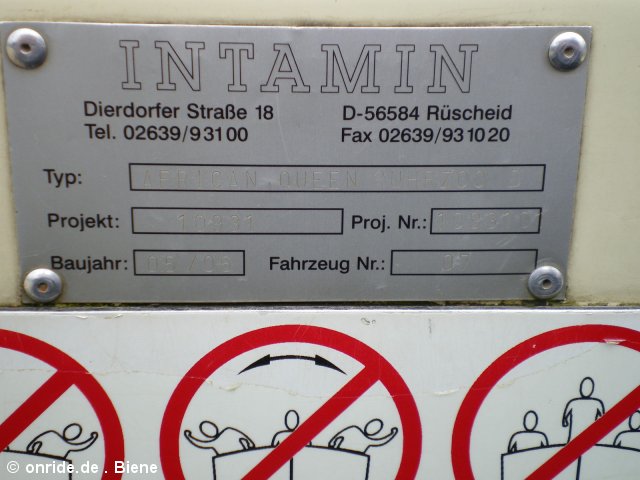 INTAMIN
Dierdorfer Straße 18 D-56584 Rüscheid
Tel. 02639/93100 Fax 02639/931020
Typ: AFRICAN QUEEN
Projekt: 10931 Proj. Nr.:
Baujahr: 05/06 Fahrzeug Nr.: 07
© onride.de . Biene